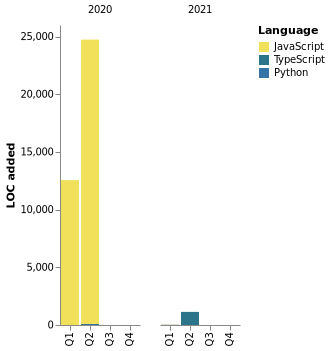 2020 2021
Language
JavaScript
TypeScript
Python
LOC added
25,000
20,000
15,000
10,000
5,000
0
Q1 Q2 Q3 Q4 Q1 Q2 Q3 Q4